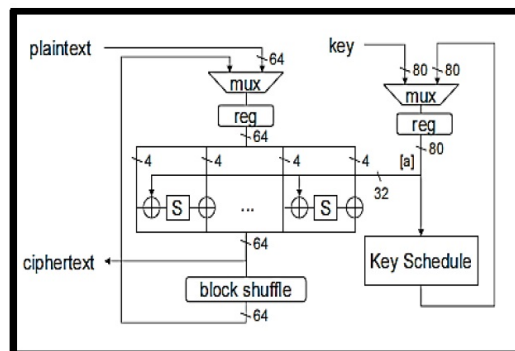 plaintext
64
key
80
80
mux
mux
reg
reg
64
80
4
4
4
4
[a]
32
S
...
S
64
ciphertext
Key Schedule
block shuffle
64